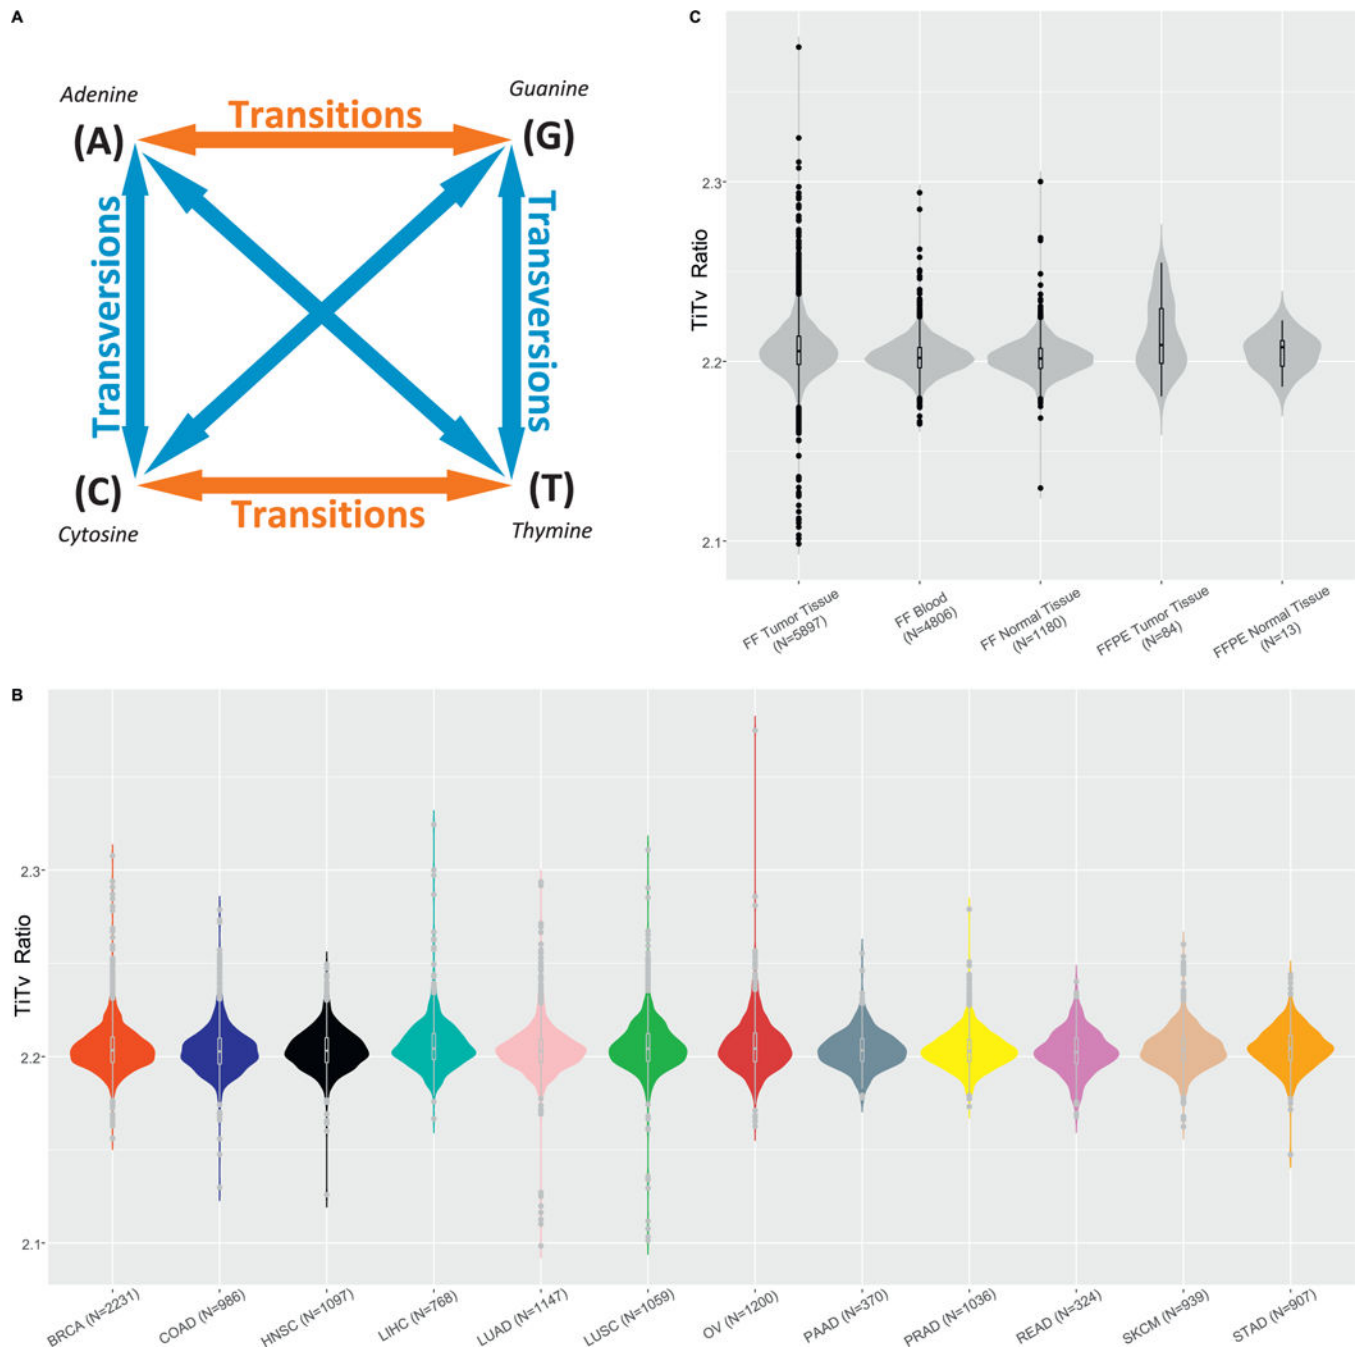 A
Adenine
Guanine
Transitions
(A)
(G)
Transversions
Transversions
(C)
(T)
Transitions
Cytosine
Thymine
C
TiTv Ratio
2.3
2.2
2.1
FF Tumor Tissue
(N=5897)
FF Blood
(N=4806)
FF Normal Tissue
(N=1180)
FFPE Tumor Tissue
(N=84)
FFPE Normal Tissue
(N=13)
B
TiTv Ratio
2.3
2.2
2.1
BRCA (N=2231)
COAD (N=986)
HNSC (N=1097)
LIHC (N=768)
LUAD (N=1147)
LUSC (N=1059)
OV (N=1200)
PAAD (N=370)
PRAD (N=1036)
READ (N=324)
SKCM (N=939)
STAD (N=907)